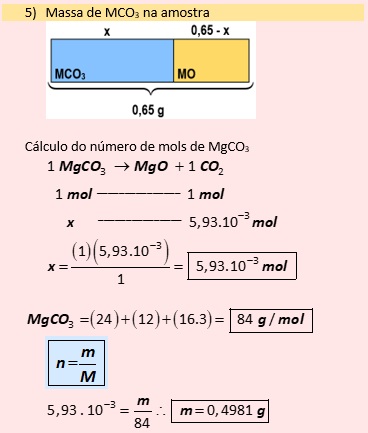 5) Massa de MCO₃ na amostra
x 0,65 - x
MCO₃ MO
0,65 g
Cálculo do número de mols de MgCO₃
1 MgCO₃ → MgO + 1 CO₂
1 mol ——————— 1 mol
x ——————— 5,93.10⁻³ mol
x = (1)(5,93.10⁻³) / 1 = 5,93.10⁻³ mol
MgCO₃ =(24)+(12)+(16.3)= 84 g / mol
n = m / M
5,93 . 10⁻³ = m / 84 ∴ m = 0,4981 g